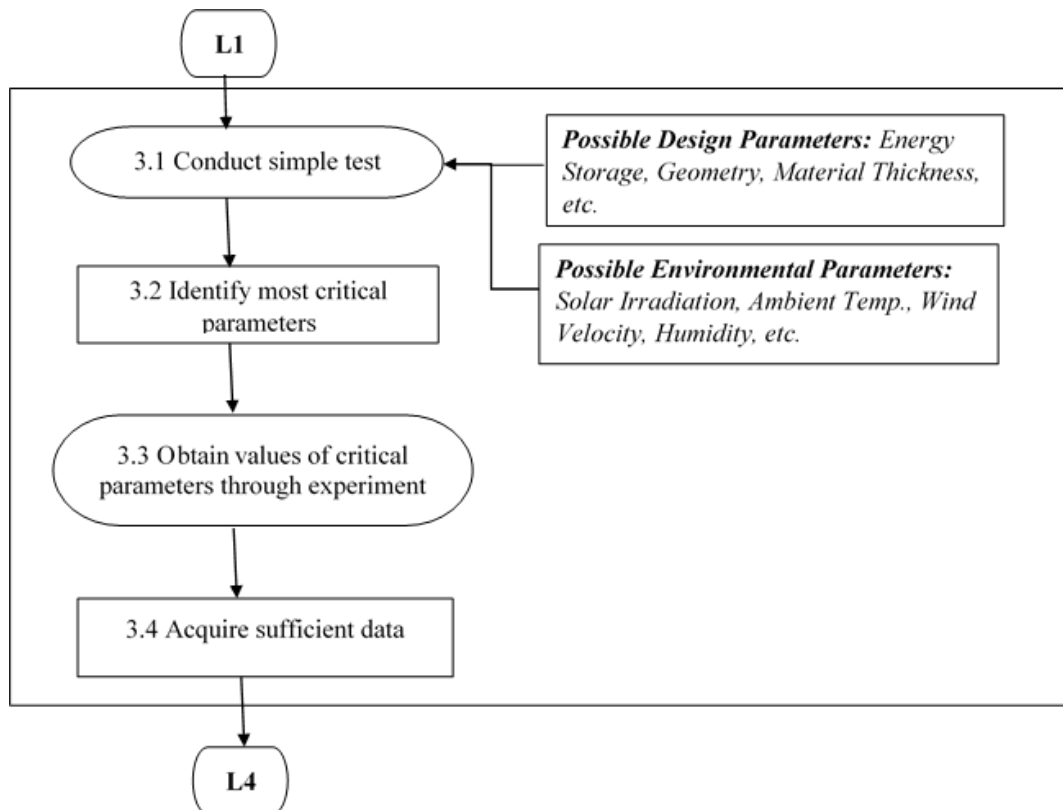 L1
3.1 Conduct simple test
Possible Design Parameters: Energy
Storage, Geometry, Material Thickness,
etc.
3.2 Identify most critical
parameters
Possible Environmental Parameters:
Solar Irradiation, Ambient Temp., Wind
Velocity, Humidity, etc.
3.3 Obtain values of critical
parameters through experiment
3.4 Acquire sufficient data
L4